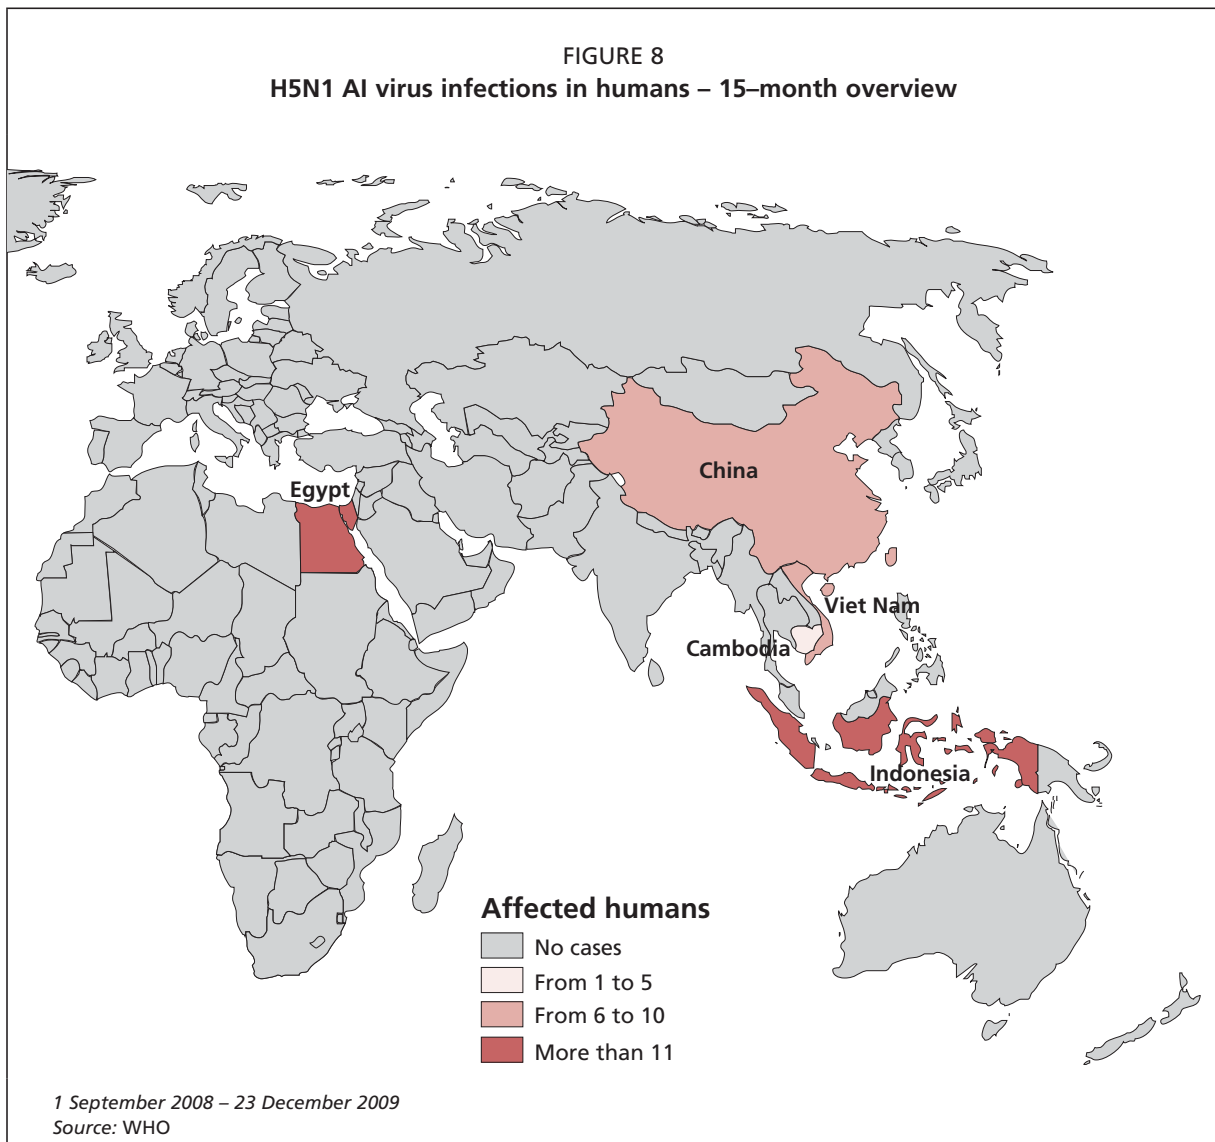 FIGURE 8
H5N1 AI virus infections in humans – 15–month overview
China
Egypt
Viet Nam
Cambodia
Indonesia
Affected humans
No cases
From 1 to 5
From 6 to 10
More than 11
1 September 2008 – 23 December 2009
Source: WHO